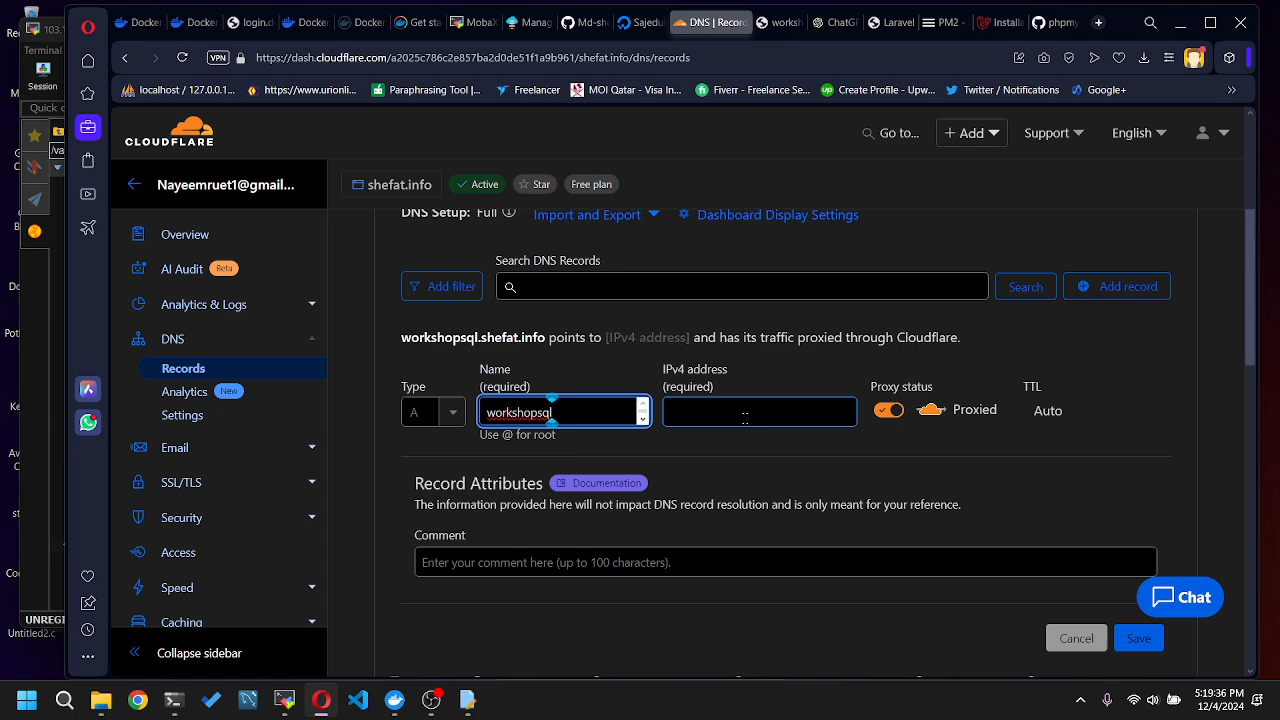 Docker
Docker
login.d
Docker
Docker
Get sta
MobaX
Manag
Md-she
Sajedu
DNS | Record
worksh
ChatGP
Laravel
PM2 -
Installa
phpmy
103.
Terminal
Session
Quick c
/va
VPN
https://dash.cloudflare.com/a2025c786c2e857ba2d0de51f1a9b961/shefat.info/dns/records
localhost / 127.0.0.1...
https://www.urionli...
Paraphrasing Tool |...
Freelancer
MOI Qatar - Visa In...
Fiverr - Freelance Se...
Create Profile - Upw...
Twitter / Notifications
Google+
CLOUDFLARE
Go to...
+ Add
Support
English
Nayeemruet1@gmail...
shefat.info
Active
Star
Free plan
Overview
AI Audit Beta
Analytics & Logs
DNS
Records
Analytics New
Settings
Email
SSL/TLS
Security
Access
Speed
Caching
Collapse sidebar
DNS Setup: Full
Import and Export
Dashboard Display Settings
Search DNS Records
Add filter
Search
Add record
workshopsql.shefat.info points to [IPv4 address] and has its traffic proxied through Cloudflare.
Type
Name
(required)
IPv4 address
(required)
Proxy status
TTL
A
workshopsql
Proxied
Auto
Use @ for root
Record Attributes
Documentation
The information provided here will not impact DNS record resolution and is only meant for your reference.
Comment
Enter your comment here (up to 100 characters).
Chat
Cancel
Save
UNREGI
Untitled2.c
5:19:36 PM
12/4/2024